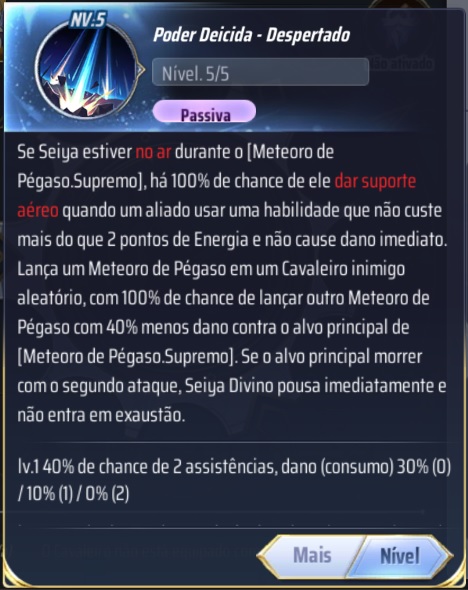 NV.5
Poder Deicida - Despertado
Nível. 5/5
Passiva
Se Seiya estiver no ar durante o [Meteoro de
Pégaso.Supremo], há 100% de chance de ele dar suporte
aéreo quando um aliado usar uma habilidade que não custe
mais do que 2 pontos de Energia e não cause dano imediato.
Lança um Meteoro de Pégaso em um Cavaleiro inimigo
aleatório, com 100% de chance de lançar outro Meteoro de
Pégaso com 40% menos dano contra o alvo principal de
[Meteoro de Pégaso.Supremo]. Se o alvo principal morrer
com o segundo ataque, Seiya Divino pousa imediatamente e
não entra em exaustão.
lv.1 40% de chance de 2 assistências, dano (consumo) 30% (0)
/ 10% (1) / 0% (2)
Mais
Nível